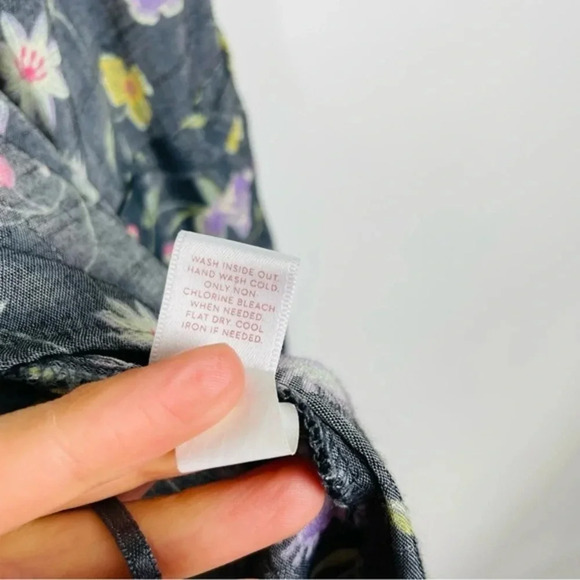 WASH INSIDE OUT.
HAND WASH COLD.
ONLY NON-
CHLORINE BLEACH
WHEN NEEDED.
FLAT DRY. COOL
IRON IF NEEDED.